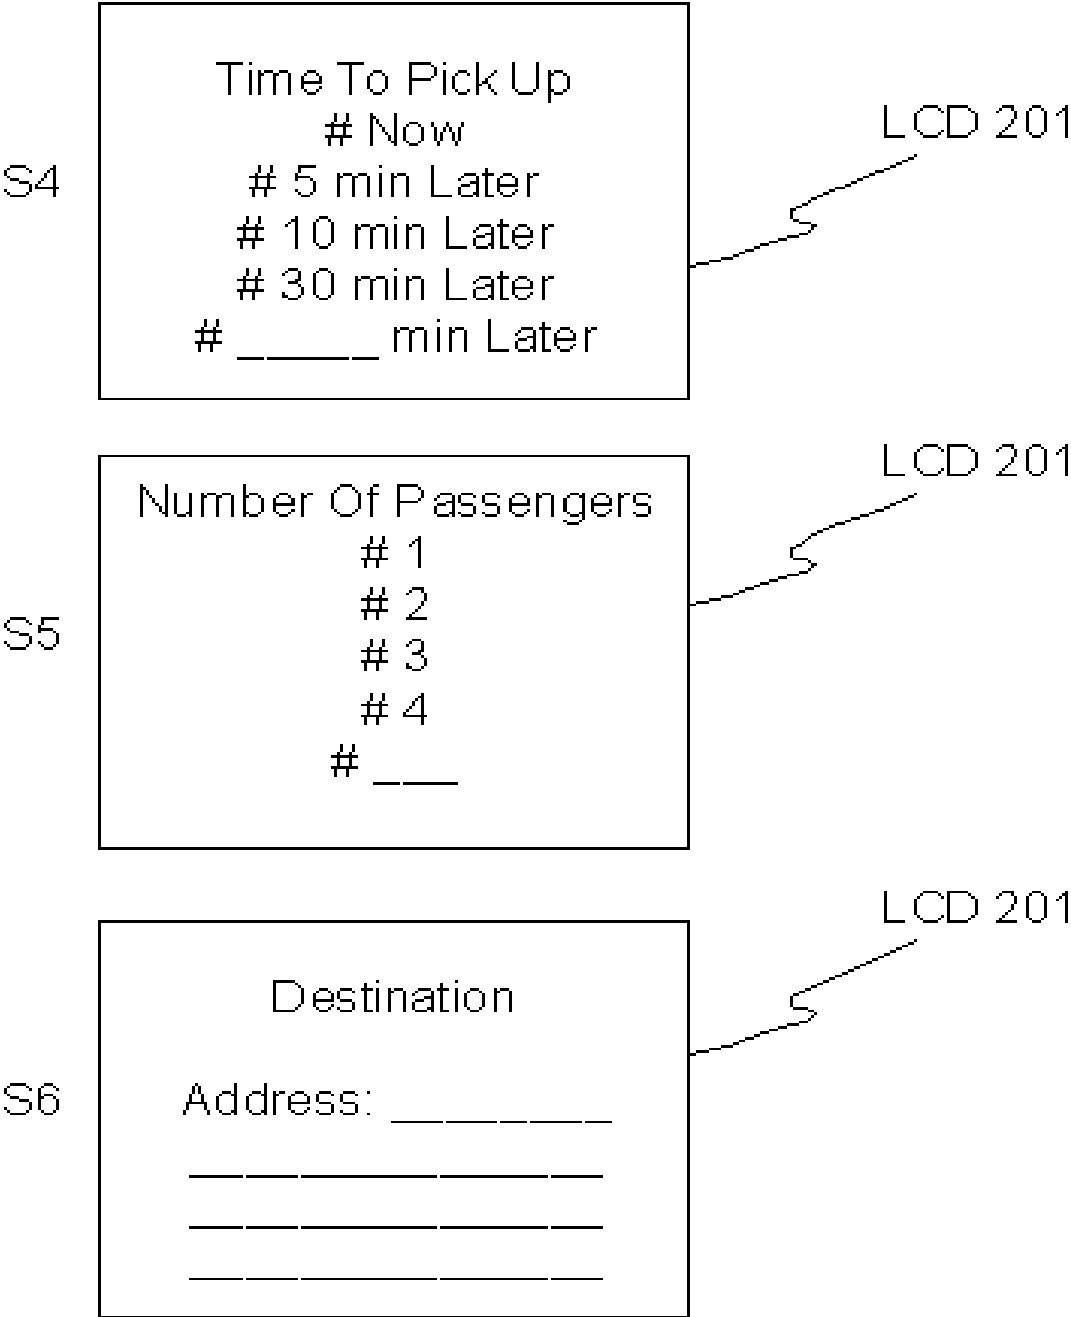 Time To Pick Up
# Now
LCD 201
S4
# 5 min Later
# 10 min Later
# 30 min Later
# _____ min Later
LCD 201
Number Of Passengers
# 1
# 2
S5
# 3
# 4
# ___
LCD 201
Destination
S6
Address: ________
_______________
_______________
_______________